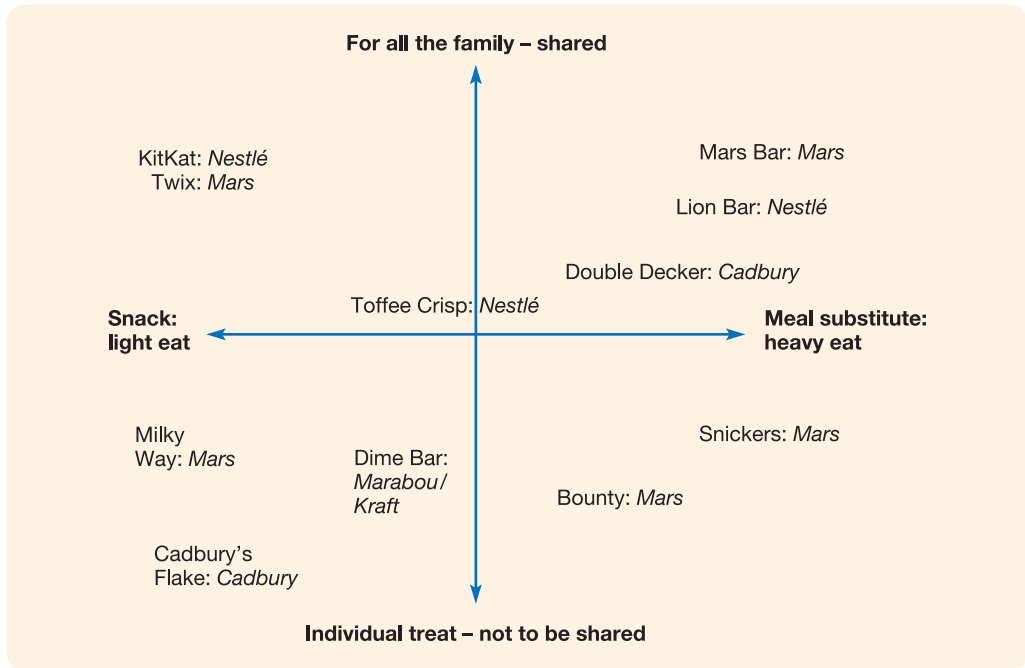 For all the family – shared
KitKat: Nestlé
Twix: Mars
Mars Bar: Mars
Lion Bar: Nestlé
Double Decker: Cadbury
Toffee Crisp: Nestlé
Snack:
light eat
Meal substitute:
heavy eat
Milky
Way: Mars
Dime Bar:
Marabou/
Kraft
Snickers: Mars
Bounty: Mars
Cadbury’s
Flake: Cadbury
Individual treat – not to be shared